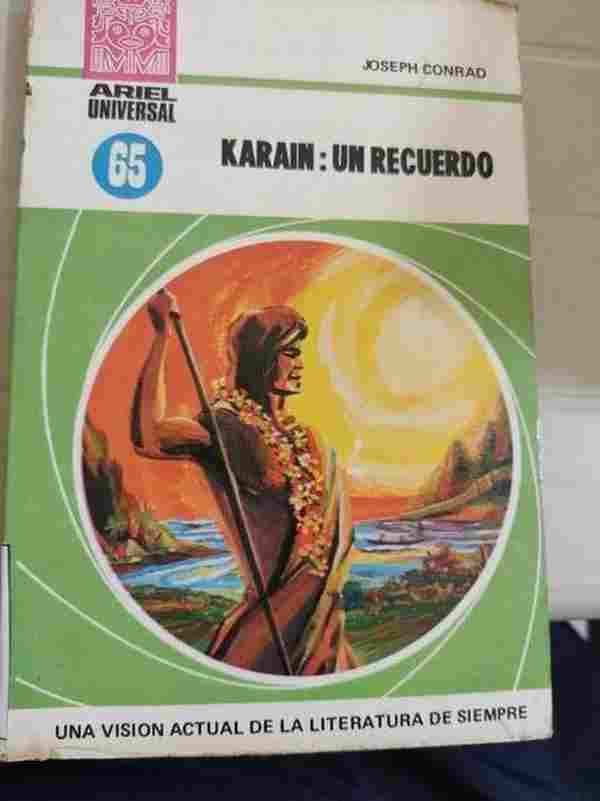 JOSEPH CONRAD
ARIEL
UNIVERSAL
65
KARAIN: UN RECUERDO
UNA VISION ACTUAL DE LA LITERATURA DE SIEMPRE